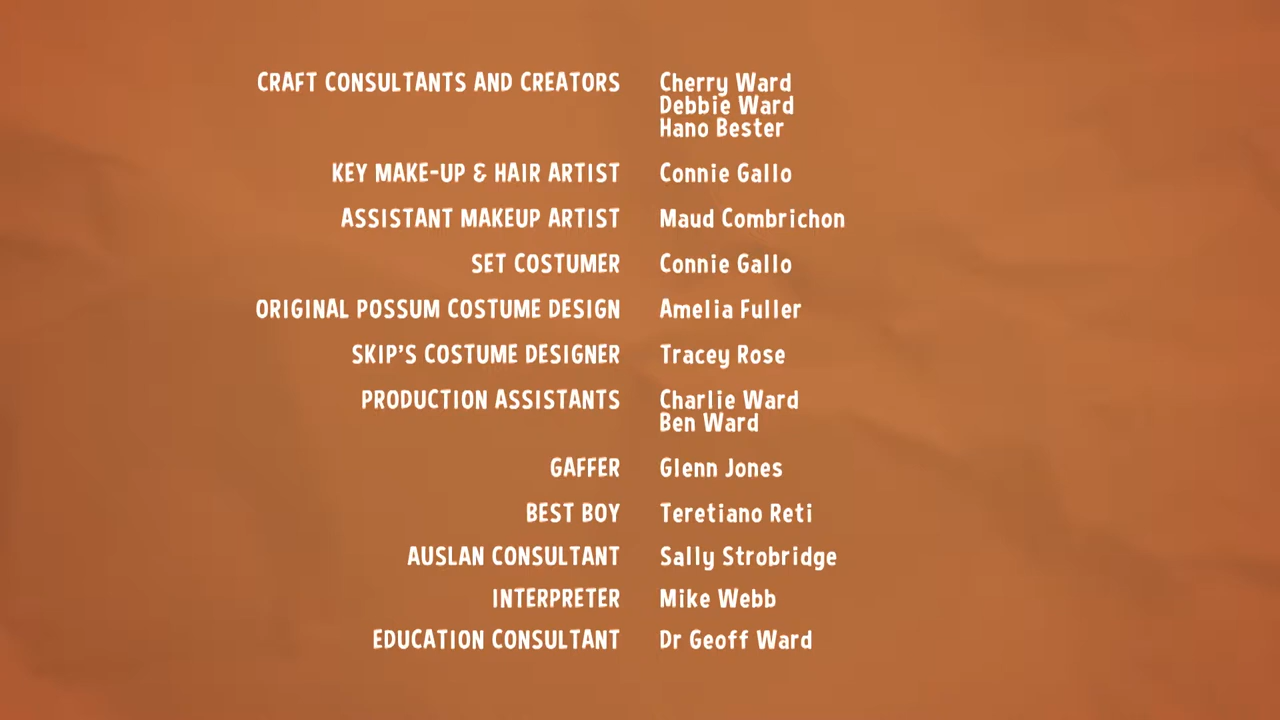 CRAFT CONSULTANTS AND CREATORS Cherry Ward
Debbie Ward
Hano Bester
KEY MAKE-UP & HAIR ARTIST Connie Gallo
ASSISTANT MAKEUP ARTIST Maud Combrichon
SET COSTUMER Connie Gallo
ORIGINAL POSSUM COSTUME DESIGN Amelia Fuller
SKIP'S COSTUME DESIGNER Tracey Rose
PRODUCTION ASSISTANTS Charlie Ward
Ben Ward
GAFFER Glenn Jones
BEST BOY Teretiano Reti
AUSLAN CONSULTANT Sally Strobridge
INTERPRETER Mike Webb
EDUCATION CONSULTANT Dr Geoff Ward